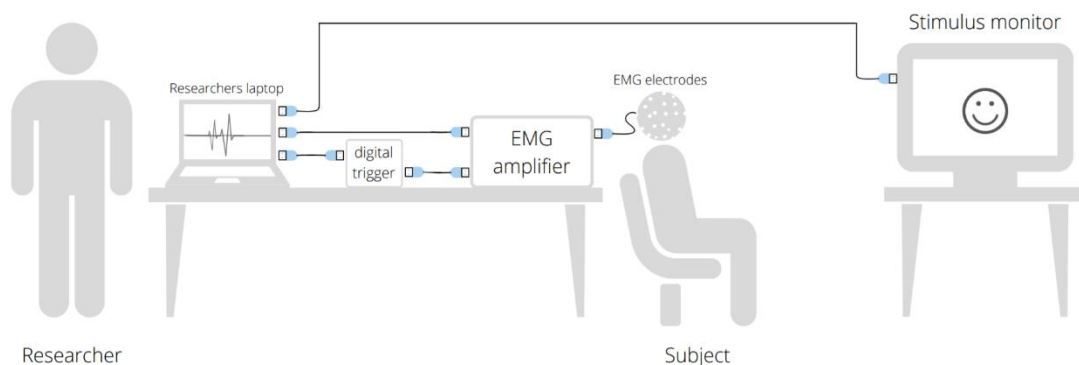 Stimulus monitor
Researchers laptop
EMG electrodes
digital
trigger
EMG
amplifier
Researcher
Subject